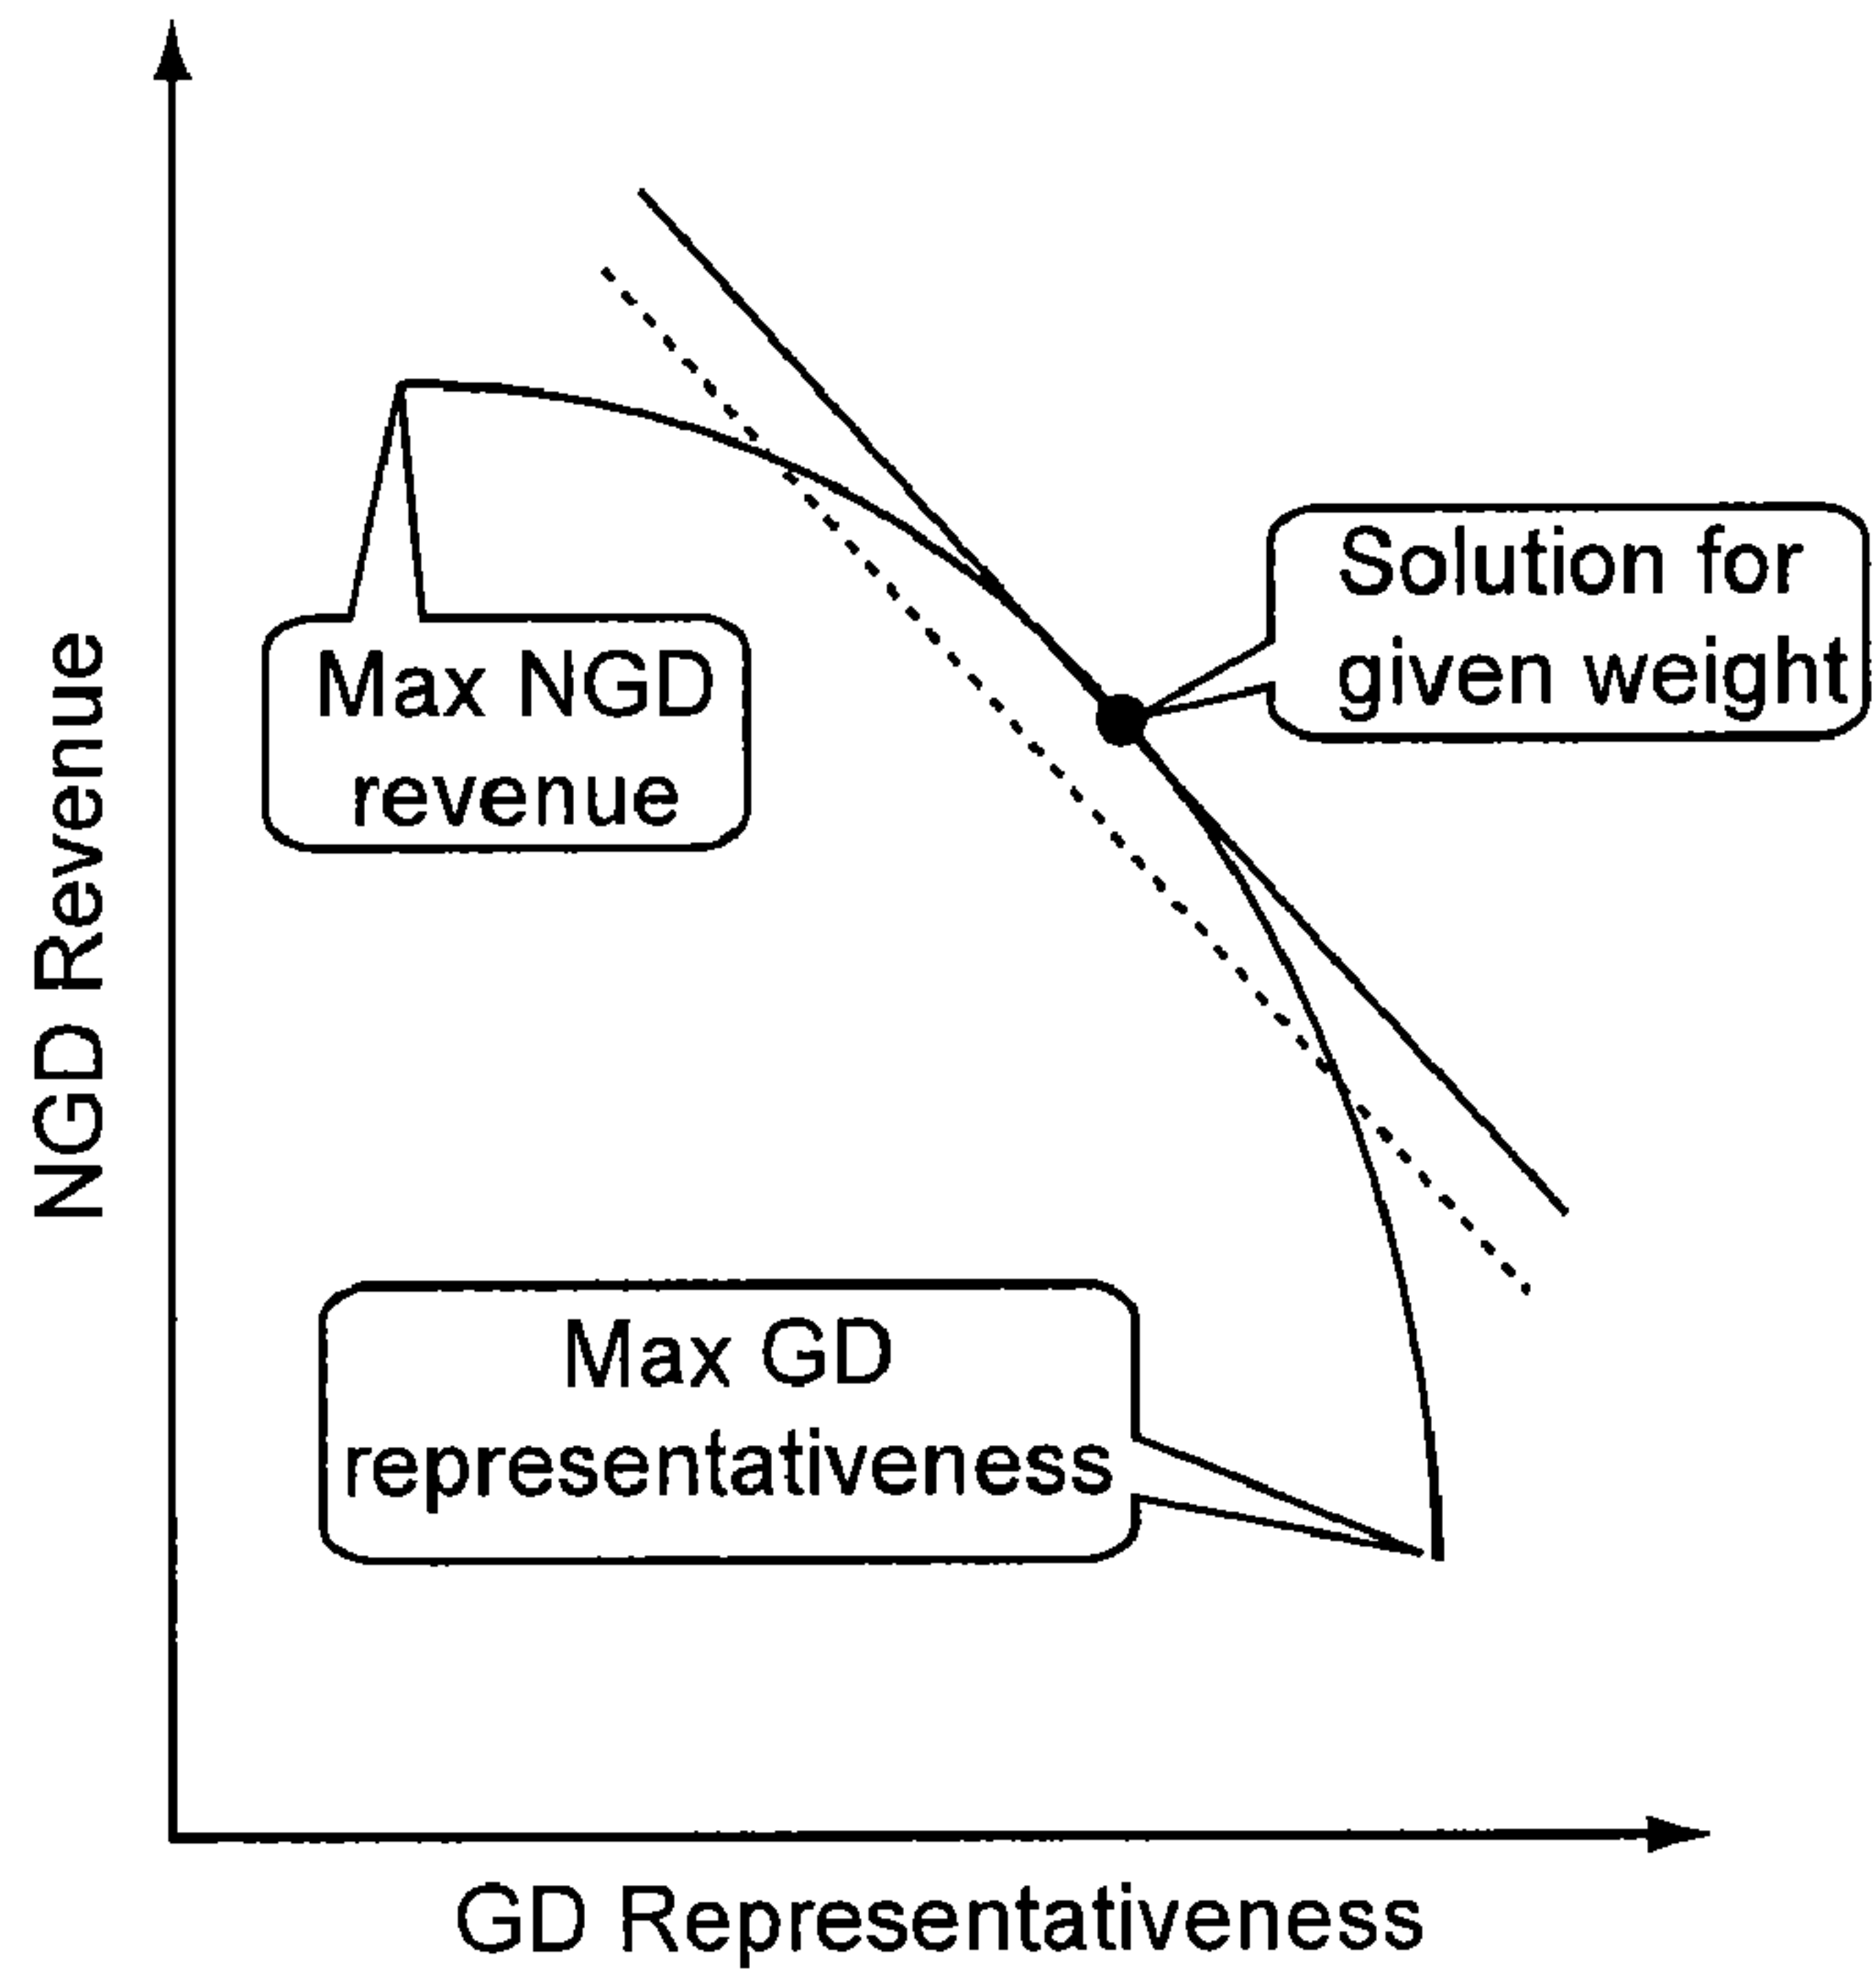 NGD Revenue
Max NGD
revenue
Solution for
given weight
Max GD
representativeness
GD Representativeness